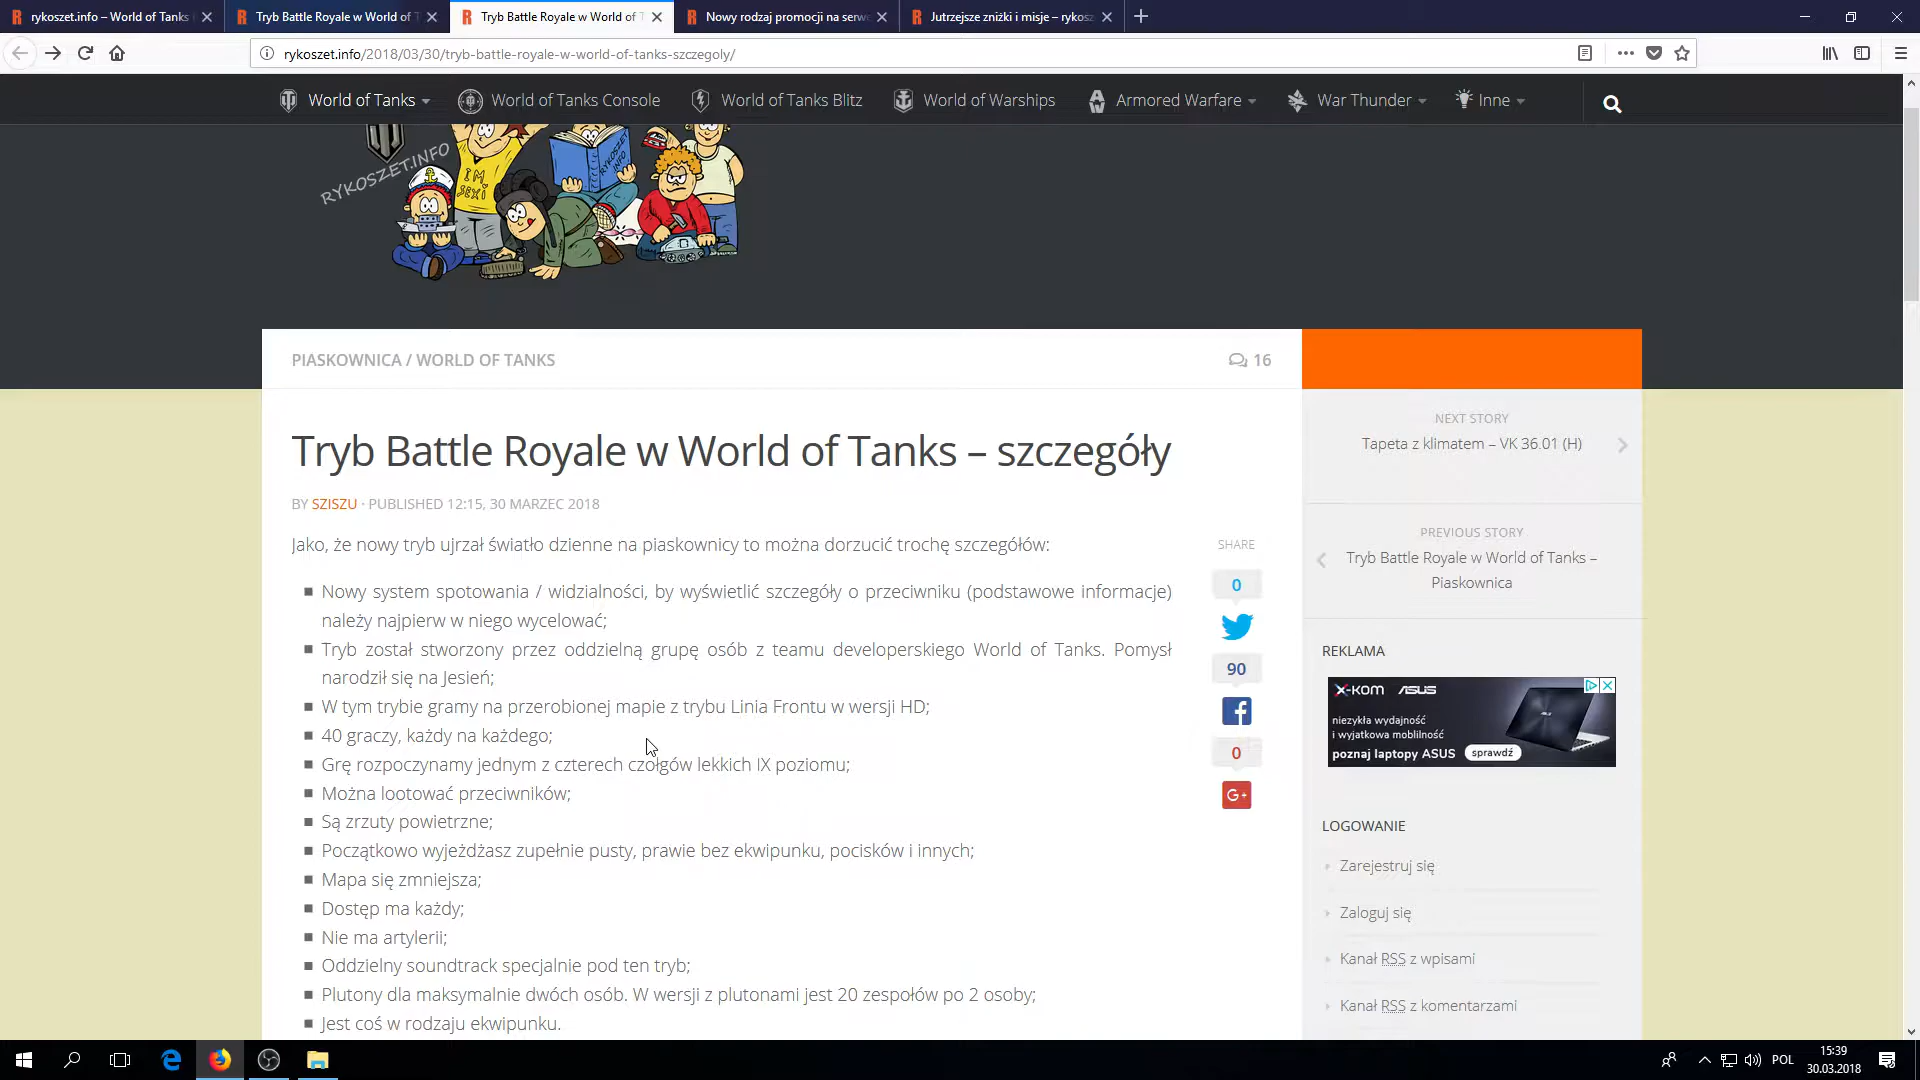 rykoszet.info – World of Tanks
Tryb Battle Royale w World of T
Tryb Battle Royale w World of T
Nowy rodzaj promocji na serwe
Jutrzejsze zniżki i misje – rykosz
rykoszet.info/2018/03/30/tryb-battle-royale-w-world-of-tanks-szczegoly/
World of Tanks
World of Tanks Console
World of Tanks Blitz
World of Warships
Armored Warfare
War Thunder
Inne
RYKOSZET.INFO
I'M
SEXI
RYKOSZET
INFO
PIASKOWNICA / WORLD OF TANKS
16
Tryb Battle Royale w World of Tanks – szczegóły
BY SZISZU · PUBLISHED 12:15, 30 MARZEC 2018
Jako, że nowy tryb ujrzał światło dzienne na piaskownicy to można dorzucić trochę szczegółów:
Nowy system spotowania / widzialności, by wyświetlić szczegóły o przeciwniku (podstawowe informacje)
należy najpierw w niego wycelować;
Tryb został stworzony przez oddzielną grupę osób z teamu developerskiego World of Tanks. Pomysł
narodził się na Jesień;
W tym trybie gramy na przerobionej mapie z trybu Linia Frontu w wersji HD;
40 graczy, każdy na każdego;
Grę rozpoczynamy jednym z czterech czołgów lekkich IX poziomu;
Można lootować przeciwników;
Są zrzuty powietrzne;
Początkowo wyjeżdżasz zupełnie pusty, prawie bez ekwipunku, pocisków i innych;
Mapa się zmniejsza;
Dostęp ma każdy;
Nie ma artylerii;
Oddzielny soundtrack specjalnie pod ten tryb;
Plutony dla maksymalnie dwóch osób. W wersji z plutonami jest 20 zespołów po 2 osoby;
Jest coś w rodzaju ekwipunku.
SHARE
0
90
0
G+
NEXT STORY
Tapeta z klimatem – VK 36.01 (H)
PREVIOUS STORY
Tryb Battle Royale w World of Tanks –
Piaskownica
REKLAMA
X-KOM ASUS
niezykła wydajność
i wyjatkowa mobilność
poznaj laptopy ASUS sprawdź
LOGOWANIE
Zarejestruj się
Zaloguj się
Kanał RSS z wpisami
Kanał RSS z komentarzami
POL
15:39
30.03.2018